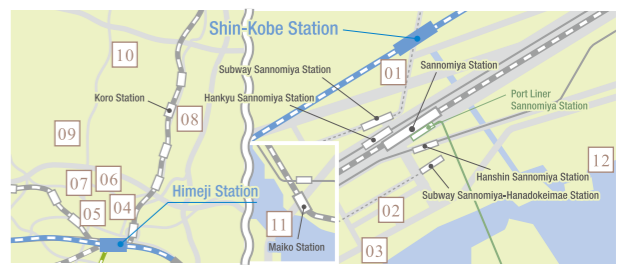 Shin-Kobe Station
10
Subway Sannomiya Station
01
Sannomiya Station
Koro Station
Hankyu Sannomiya Station
Port Liner
Sannomiya Station
08
09
Hanshin Sannomiya Station
12
07
06
Himeji Station
Subway Sannomiya-Hanadokeimae Station
05
04
11
02
Maiko Station
03